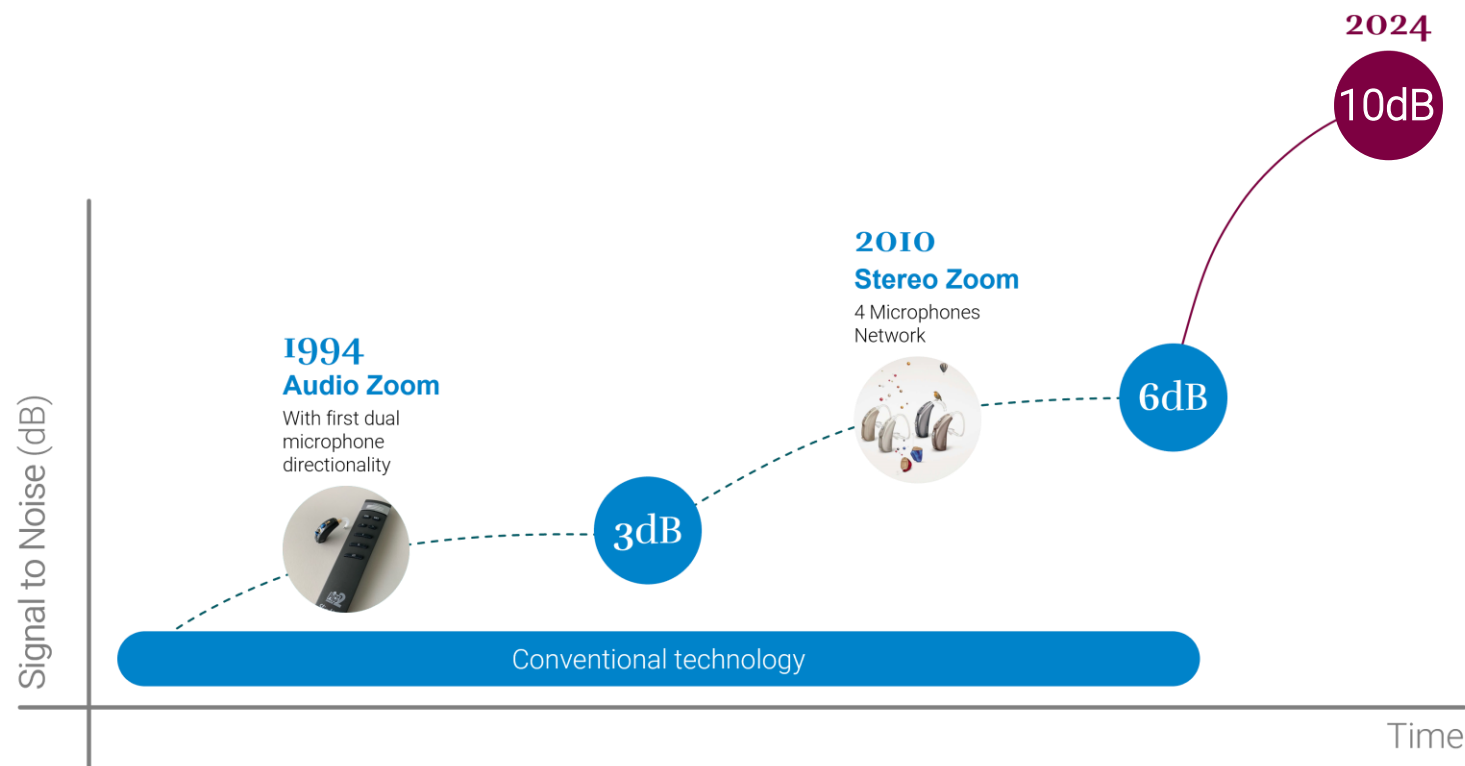 2024
10dB
2010
Stereo Zoom
4 Microphones
Network
1994
Audio Zoom
With first dual
microphone
directionality
6dB
3dB
Signal to Noise (dB)
Conventional technology
Time